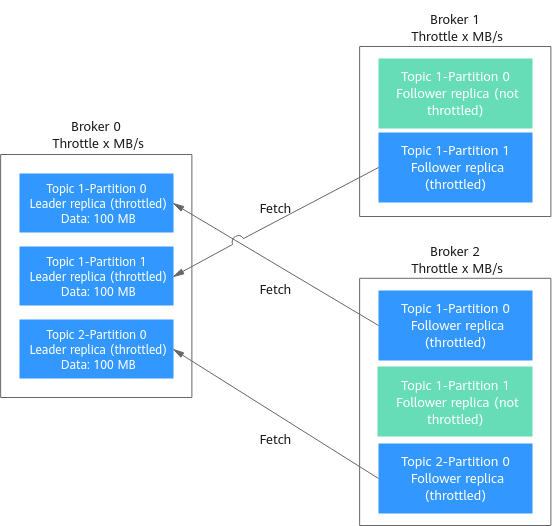 Broker 0
Throttle x MB/s
Topic 1-Partition 0
Leader replica (throttled)
Data: 100 MB
Topic 1-Partition 1
Leader replica (throttled)
Data: 100 MB
Topic 2-Partition 0
Leader replica (throttled)
Data: 100 MB
Fetch
Fetch
Fetch
Broker 1
Throttle x MB/s
Topic 1-Partition 0
Follower replica (not
throttled)
Topic 1-Partition 1
Follower replica
(throttled)
Broker 2
Throttle x MB/s
Topic 1-Partition 0
Follower replica
(throttled)
Topic 1-Partition 1
Follower replica (not
throttled)
Topic 2-Partition 0
Follower replica
(throttled)